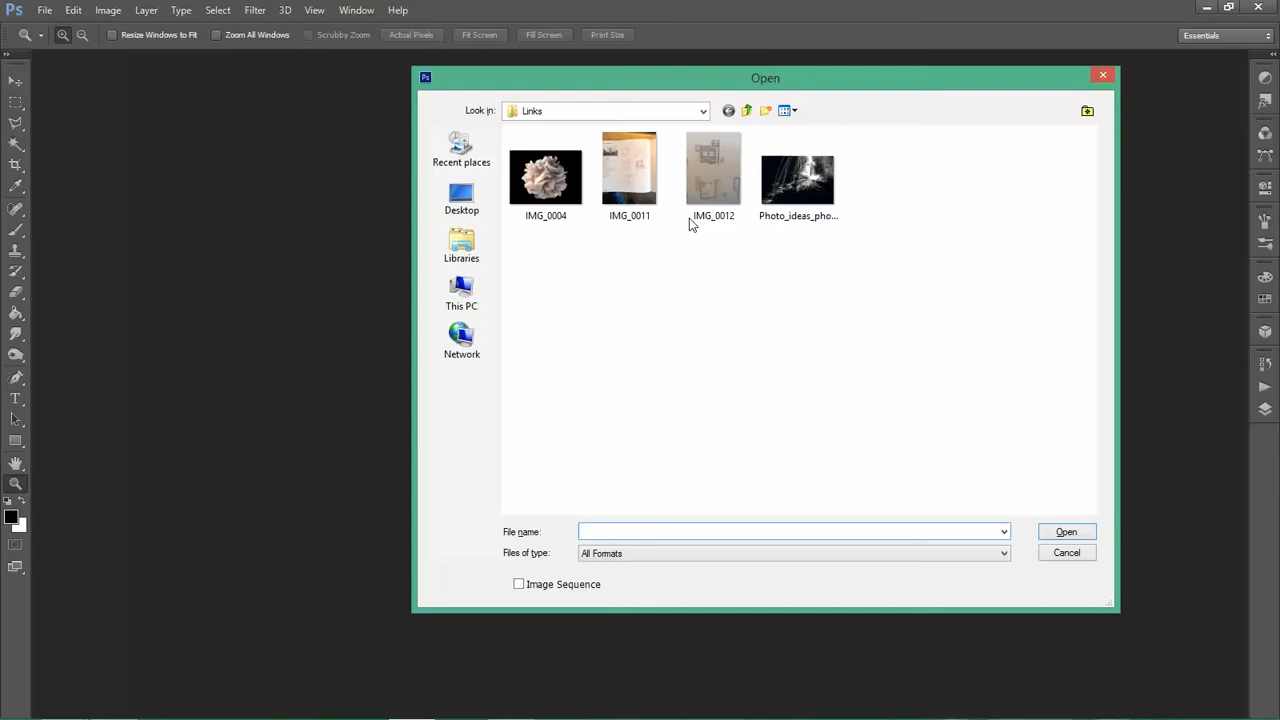 Ps File Edit Image Layer Type Select Filter 3D View Window Help
Resize Windows to Fit Zoom All Windows Scrubby Zoom Actual Pixels Fit Screen Fill Screen Print Size Essentials
Ps Open
Look in: Links
Recent places
Desktop
Libraries
This PC
Network
IMG_0004 IMG_0011 IMG_0012 Photo_ideas_pho...
File name: Open
Files of type: All Formats Cancel
Image Sequence
T